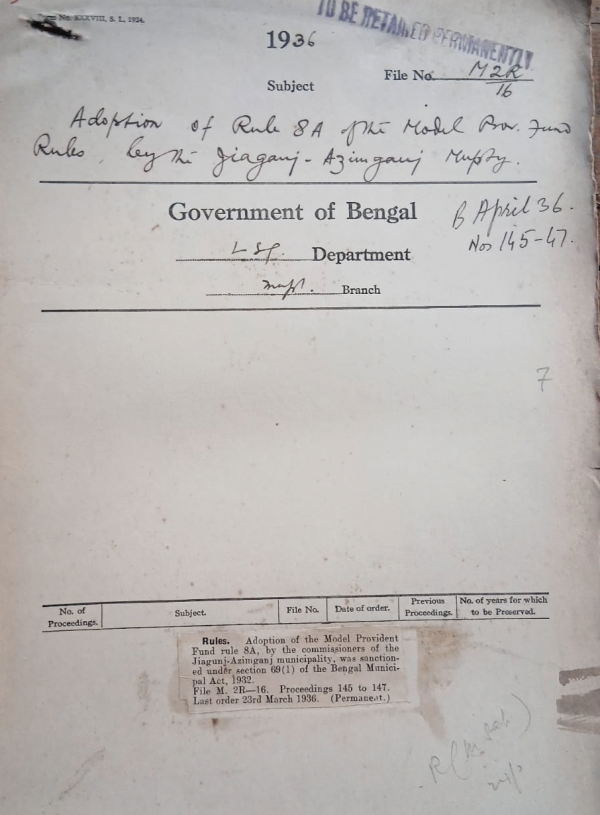 No. XXXVIII, S. L., 1924.
TO BE RETAINED PERMANENTLY
1936
File No. M2R/16
Subject
Adoption of Rule 8A of the Model Prov. Fund
Rules, by the Jiaganj-Azimganj Mupty.
Government of Bengal
6 April 36.
L S G. Department
Nos 145-47.
Branch
7
No. of Proceedings. Subject. File No. Date of order. Previous Proceedings. No. of years for which to be Preserved.
Rules. Adoption of the Model Provident
Fund rule 8A, by the commissioners of the
Jiagunj-Azimganj municipality, was sanction-
ed under section 69(1) of the Bengal Munici-
pal Act, 1932.
File M. 2R—16. Proceedings 145 to 147.
Last order 23rd March 1936. (Permanent.)